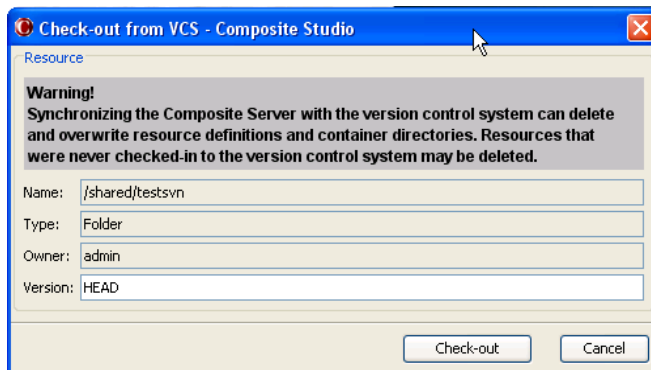 Check-out from VCS - Composite Studio
Resource
Warning!
Synchronizing the Composite Server with the version control system can delete
and overwrite resource definitions and container directories. Resources that
were never checked-in to the version control system may be deleted.
Name: /shared/testsvn
Type: Folder
Owner: admin
Version: HEAD
Check-out Cancel